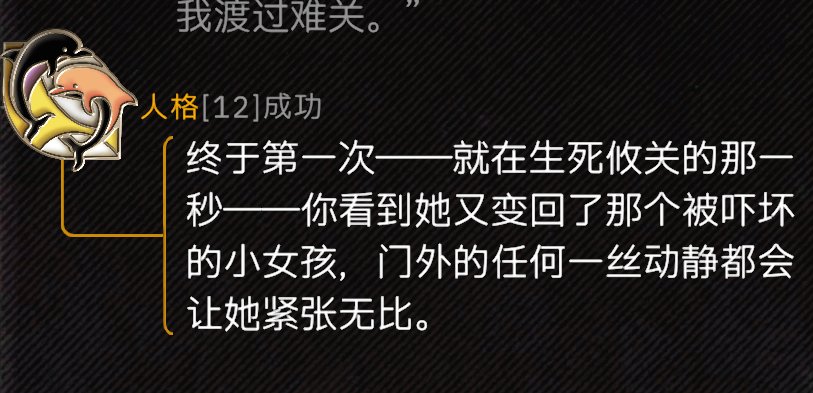 我渡过难关。”
人格[12]成功
终于第一次——就在生死攸关的那一
秒——你看到她又变回了那个被吓坏
的小女孩，门外的任何一丝动静都会
让她紧张无比。